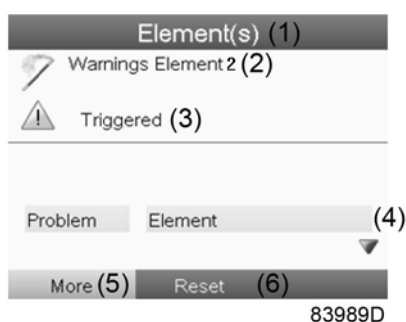 Element(s) (1)
Warnings Element 2 (2)
Triggered (3)
Problem Element (4)
More (5) Reset (6)
83989D